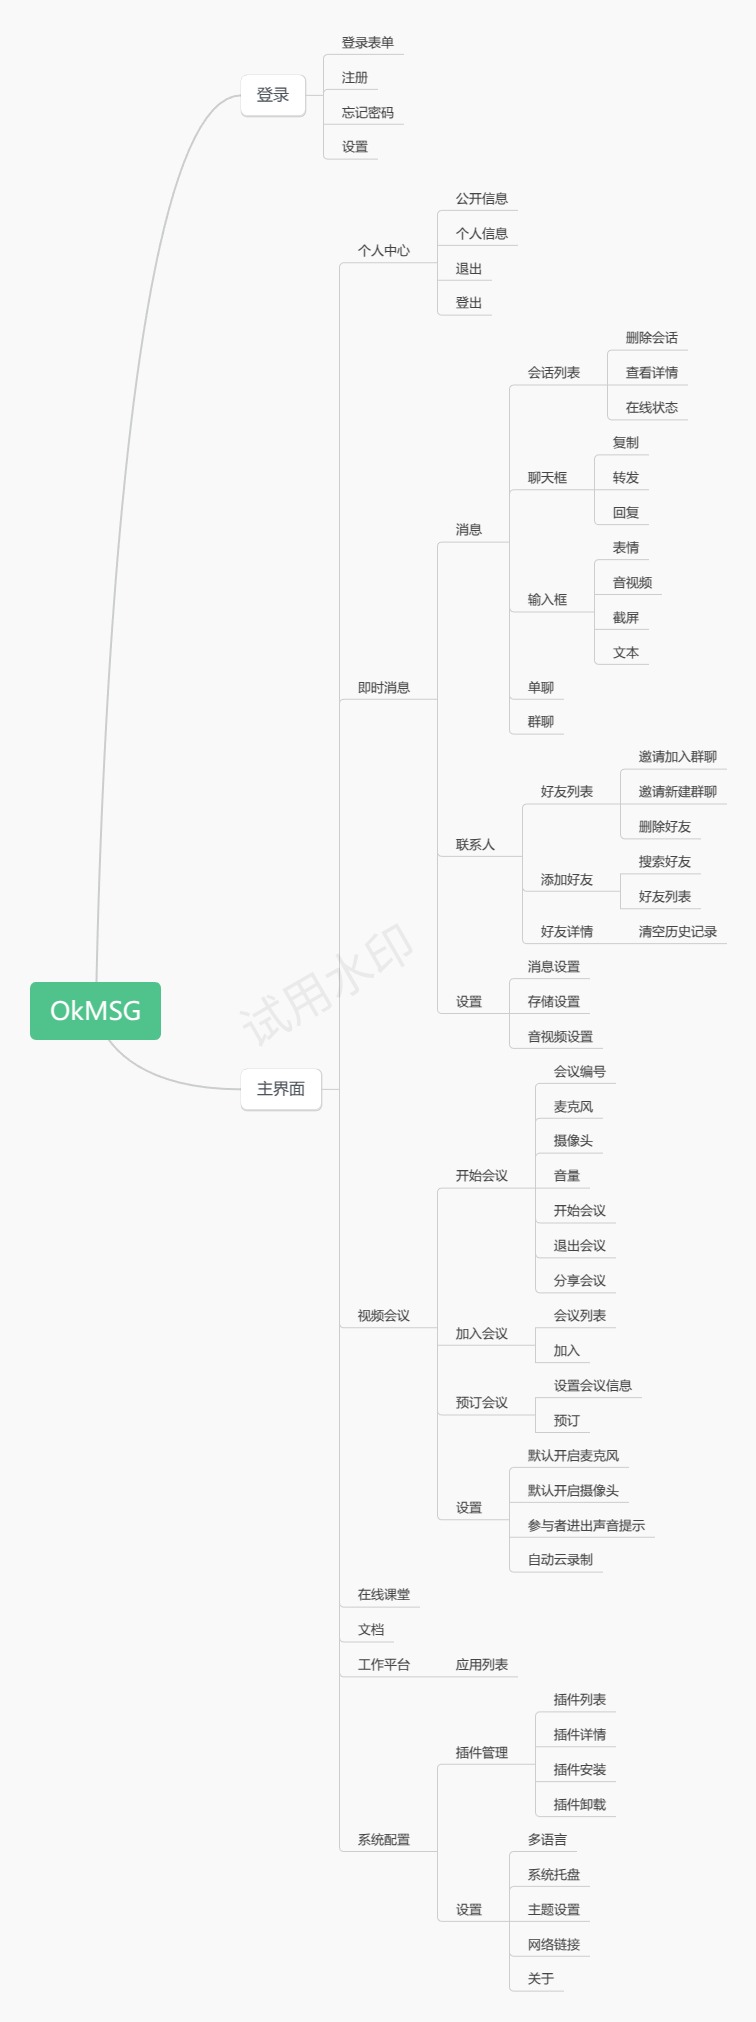 登录表单
注册
登录
忘记密码
设置
公开信息
个人信息
个人中心
退出
登出
删除会话
会话列表
查看详情
在线状态
复制
聊天框
转发
回复
消息
表情
音视频
输入框
截屏
文本
即时消息
单聊
群聊
邀请加入群聊
好友列表
邀请新建群聊
删除好友
联系人
搜索好友
添加好友
好友列表
好友详情
清空历史记录
试用水印
消息设置
设置
存储设置
音视频设置
OkMSG
主界面
会议编号
麦克风
摄像头
开始会议
音量
开始会议
退出会议
分享会议
视频会议
会议列表
加入会议
加入
设置会议信息
预订会议
预订
默认开启麦克风
默认开启摄像头
设置
参与者进出声音提示
自动云录制
在线课堂
文档
工作平台
应用列表
插件列表
插件详情
插件管理
插件安装
插件卸载
系统配置
多语言
系统托盘
设置
主题设置
网络链接
关于